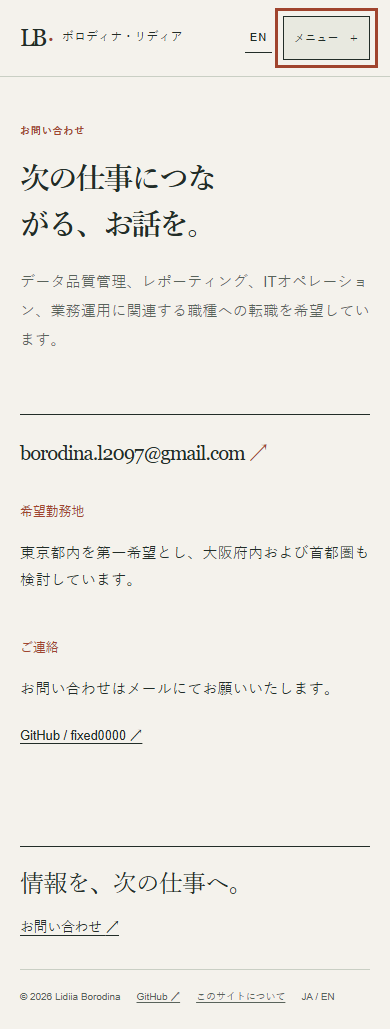 LB· ボロディナ・リディア EN メニュー +
お問い合わせ
次の仕事につな
がる、お話を。
データ品質管理、レポーティング、ITオペレーショ
ン、業務運用に関連する職種への転職を希望してい
ます。
borodina.l2097@gmail.com ↗
希望勤務地
東京都内を第一希望とし、大阪府内および首都圏も
検討しています。
ご連絡
お問い合わせはメールにてお願いいたします。
GitHub / fixed0000 ↗
情報を、次の仕事へ。
お問い合わせ ↗
© 2026 Lidiia Borodina GitHub ↗ このサイトについて JA / EN